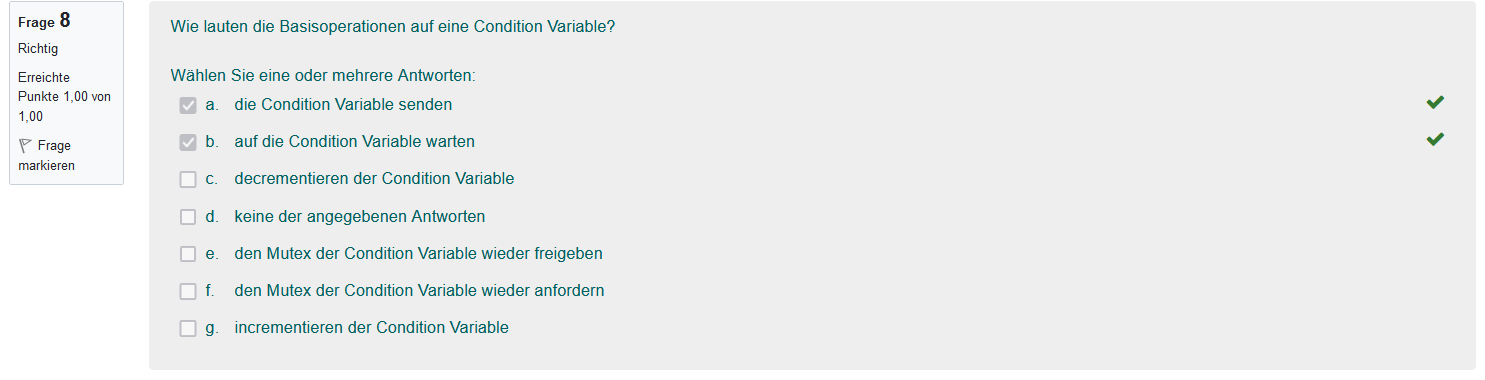 Frage 8
Richtig
Erreichte
Punkte 1,00 von
1,00
Frage
markieren
Wie lauten die Basisoperationen auf eine Condition Variable?
Wählen Sie eine oder mehrere Antworten:
a. die Condition Variable senden
b. auf die Condition Variable warten
c. decrementieren der Condition Variable
d. keine der angegebenen Antworten
e. den Mutex der Condition Variable wieder freigeben
f. den Mutex der Condition Variable wieder anfordern
g. incrementieren der Condition Variable